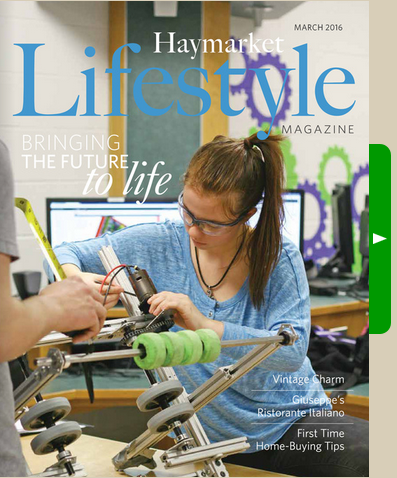 MARCH 2016
Haymarket
Lifestyle
MAGAZINE
BRINGING
THE FUTURE
to life
Vintage Charm
Giuseppe's
Ristorante Italiano
First Time
Home-Buying Tips